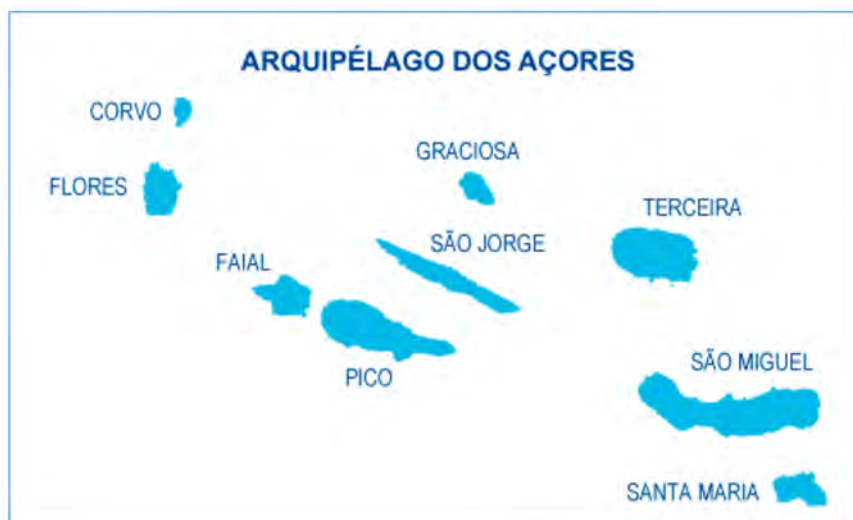 ARQUIPÉLAGO DOS AÇORES
CORVO
FLORES
GRACIOSA
TERCEIRA
SÃO JORGE
FAIAL
PICO
SÃO MIGUEL
SANTA MARIA